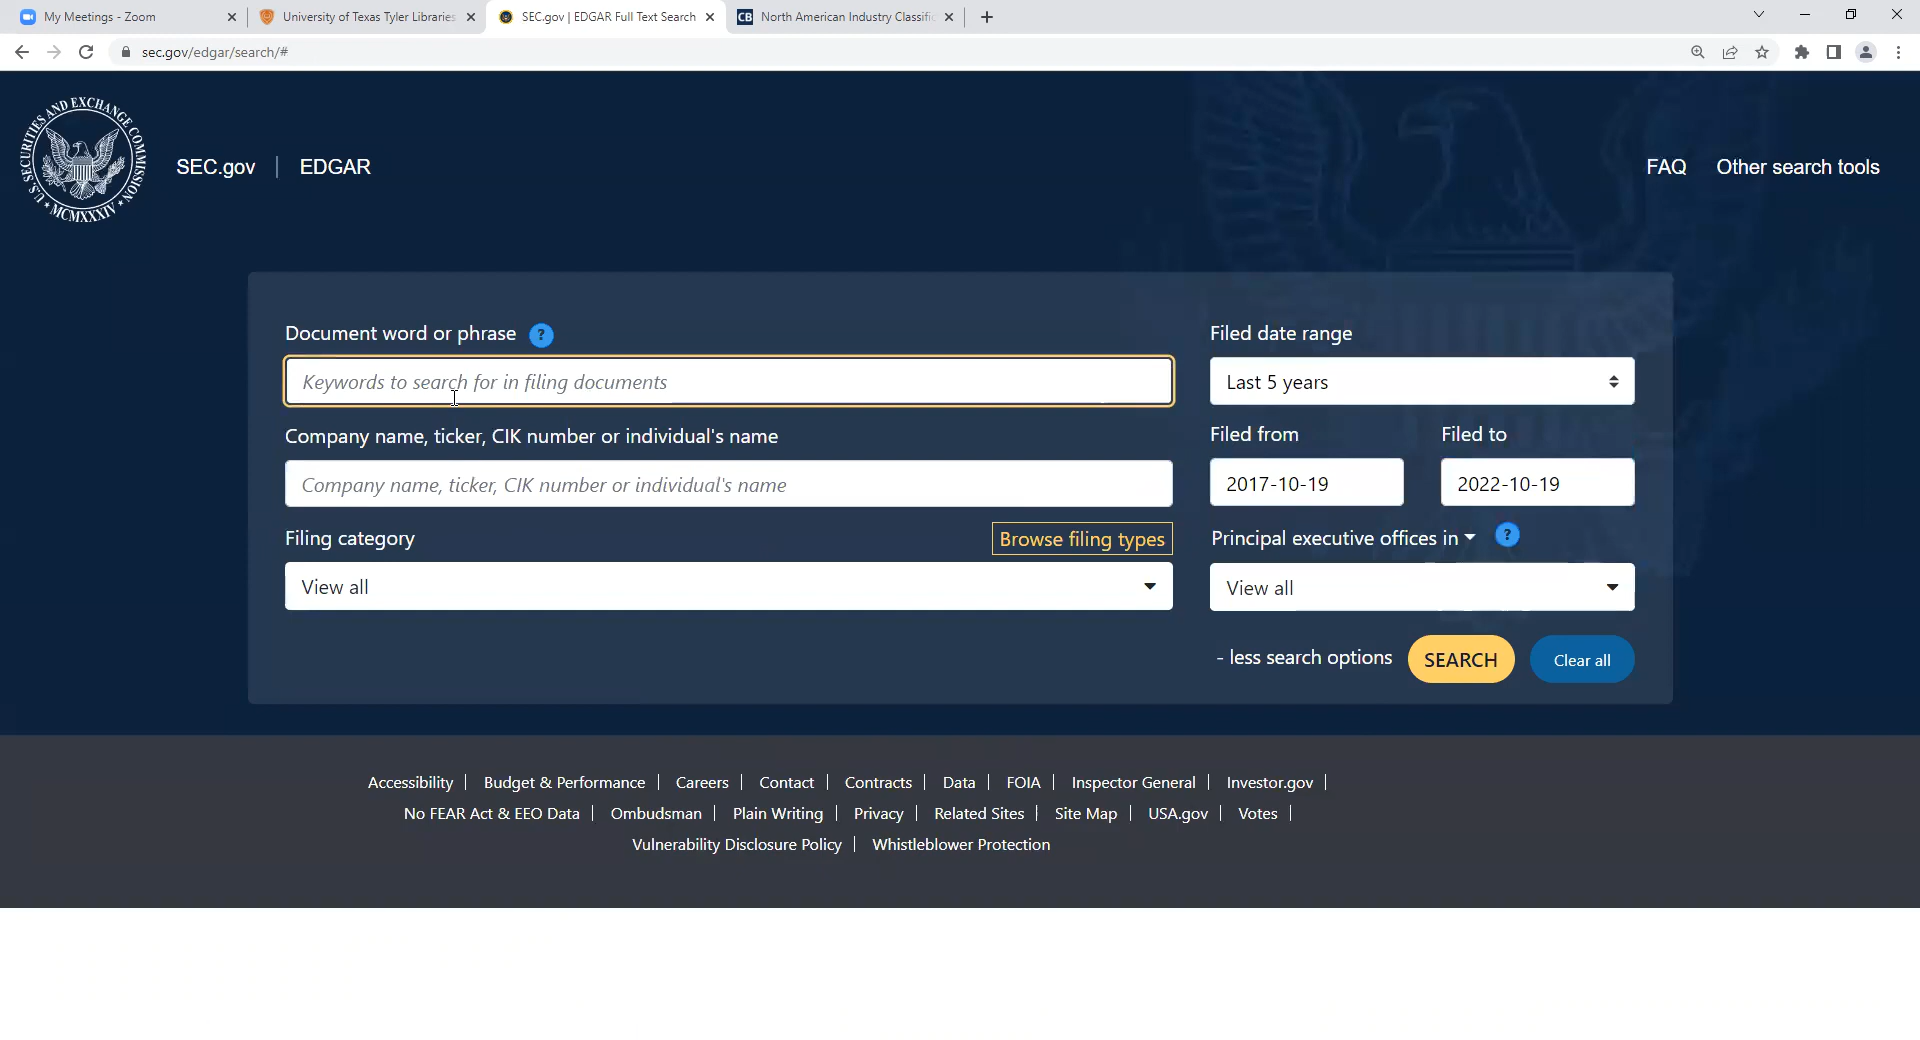 My Meetings - Zoom
University of Texas Tyler Libraries
SEC.gov | EDGAR Full Text Search
CB North American Industry Classific
sec.gov/edgar/search/#
U.S. SECURITIES AND EXCHANGE COMMISSION
MCMXXXIV
SEC.gov | EDGAR
FAQ Other search tools
Document word or phrase ?
Filed date range
Keywords to search for in filing documents
Last 5 years
Company name, ticker, CIK number or individual's name
Filed from Filed to
Company name, ticker, CIK number or individual's name
2017-10-19 2022-10-19
Filing category Browse filing types
Principal executive offices in ?
View all
View all
- less search options SEARCH Clear all
Accessibility | Budget & Performance | Careers | Contact | Contracts | Data | FOIA | Inspector General | Investor.gov |
No FEAR Act & EEO Data | Ombudsman | Plain Writing | Privacy | Related Sites | Site Map | USA.gov | Votes |
Vulnerability Disclosure Policy | Whistleblower Protection